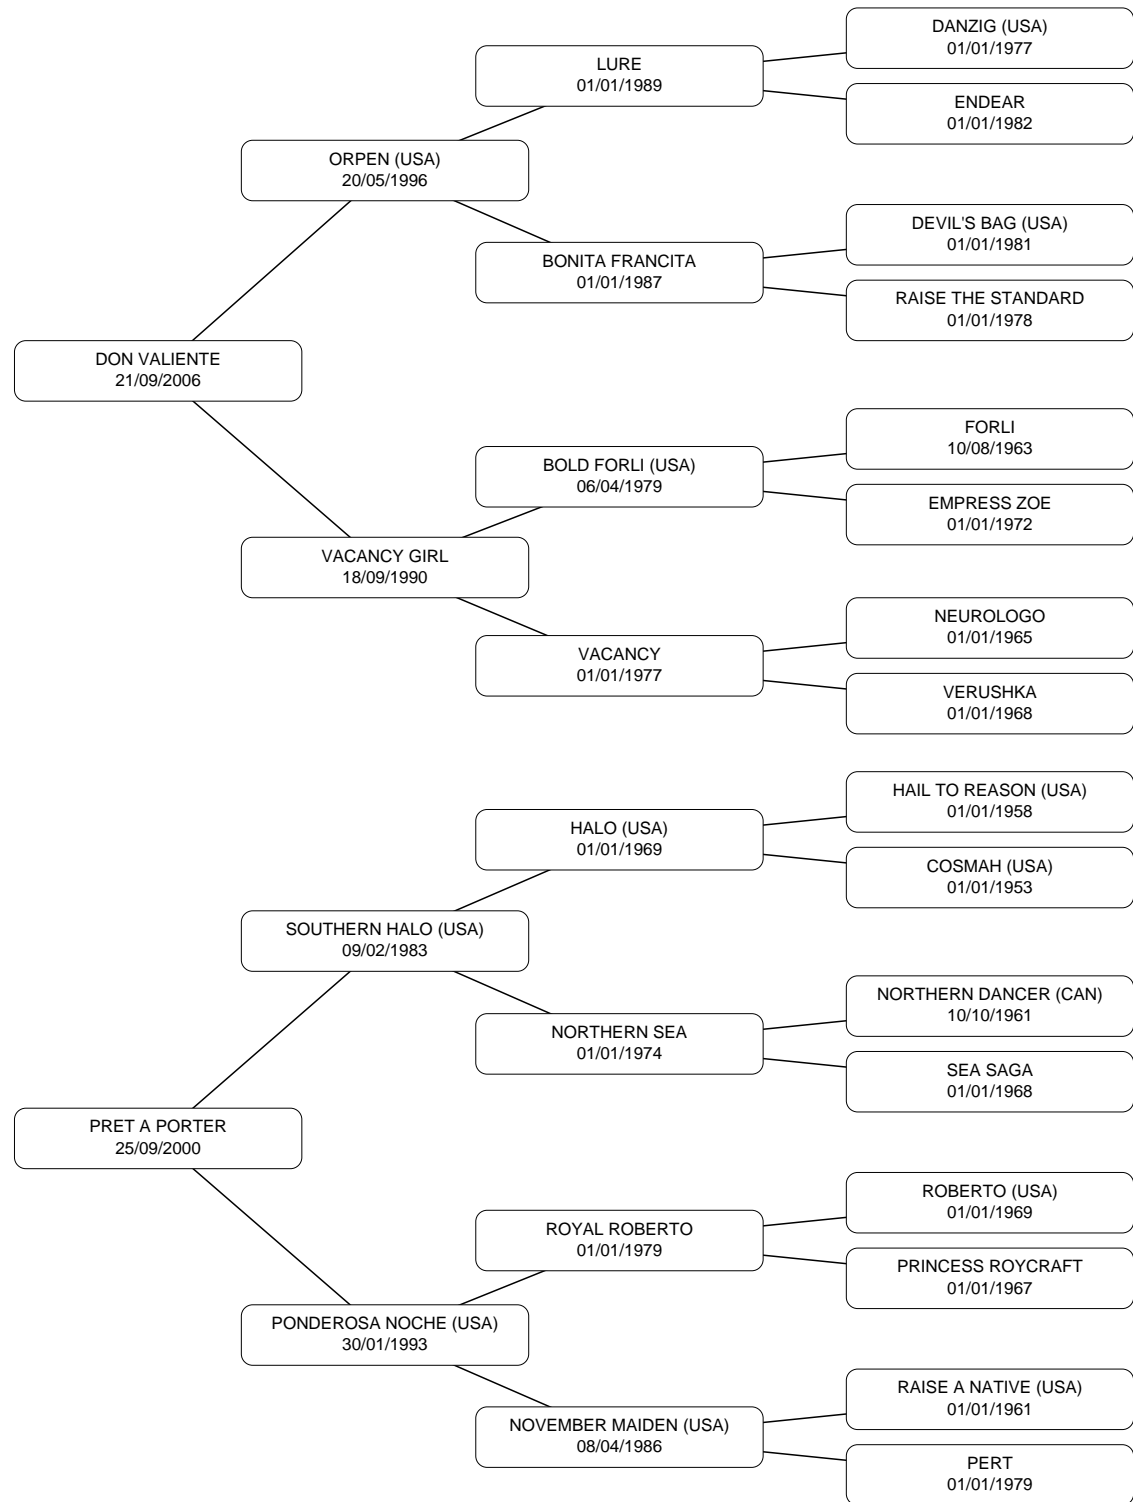 DANZIG (USA)
01/01/1977
LURE
01/01/1989
ENDEAR
01/01/1982
ORPEN (USA)
20/05/1996
DEVIL'S BAG (USA)
01/01/1981
BONITA FRANCITA
01/01/1987
RAISE THE STANDARD
01/01/1978
DON VALIENTE
21/09/2006
FORLI
10/08/1963
BOLD FORLI (USA)
06/04/1979
EMPRESS ZOE
01/01/1972
VACANCY GIRL
18/09/1990
NEUROLOGO
01/01/1965
VACANCY
01/01/1977
VERUSHKA
01/01/1968
HAIL TO REASON (USA)
01/01/1958
HALO (USA)
01/01/1969
COSMAH (USA)
01/01/1953
SOUTHERN HALO (USA)
09/02/1983
NORTHERN DANCER (CAN)
10/10/1961
NORTHERN SEA
01/01/1974
SEA SAGA
01/01/1968
PRET A PORTER
25/09/2000
ROBERTO (USA)
01/01/1969
ROYAL ROBERTO
01/01/1979
PRINCESS ROYCRAFT
01/01/1967
PONDEROSA NOCHE (USA)
30/01/1993
RAISE A NATIVE (USA)
01/01/1961
NOVEMBER MAIDEN (USA)
08/04/1986
PERT
01/01/1979